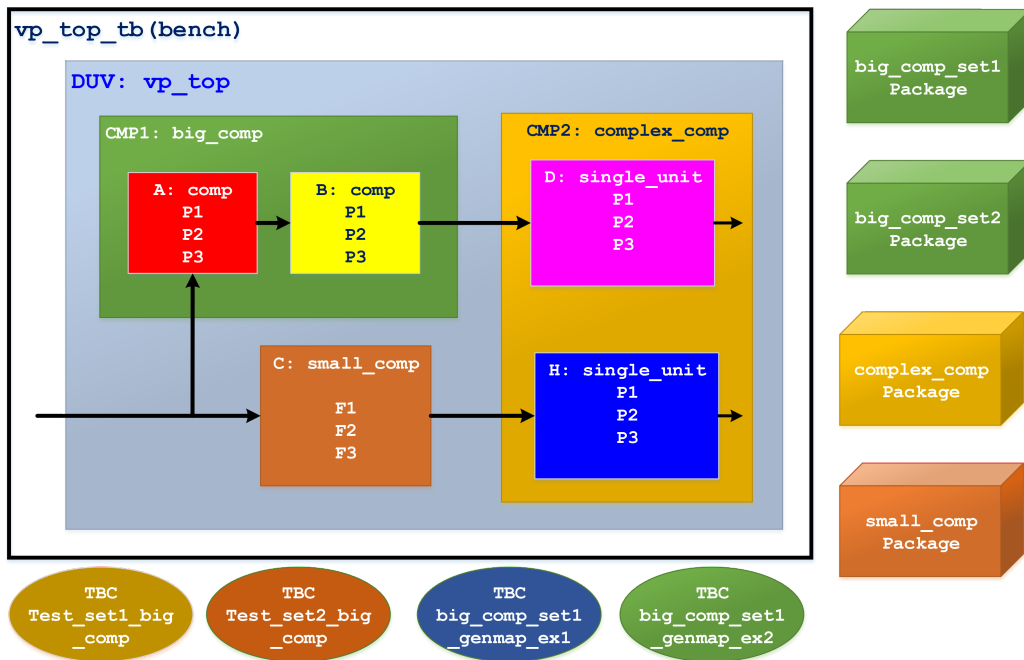 vp_top_tb(bench)
DUV: vp_top
CMP1: big_comp
A: comp
P1
P2
P3
B: comp
P1
P2
P3
CMP2: complex_comp
D: single_unit
P1
P2
P3
C: small_comp
F1
F2
F3
H: single_unit
P1
P2
P3
big_comp_set1
Package
big_comp_set2
Package
complex_comp
Package
small_comp
Package
TBC
Test_set1_big
_comp
TBC
Test_set2_big
_comp
TBC
big_comp_set1
_genmap_ex1
TBC
big_comp_set1
_genmap_ex2